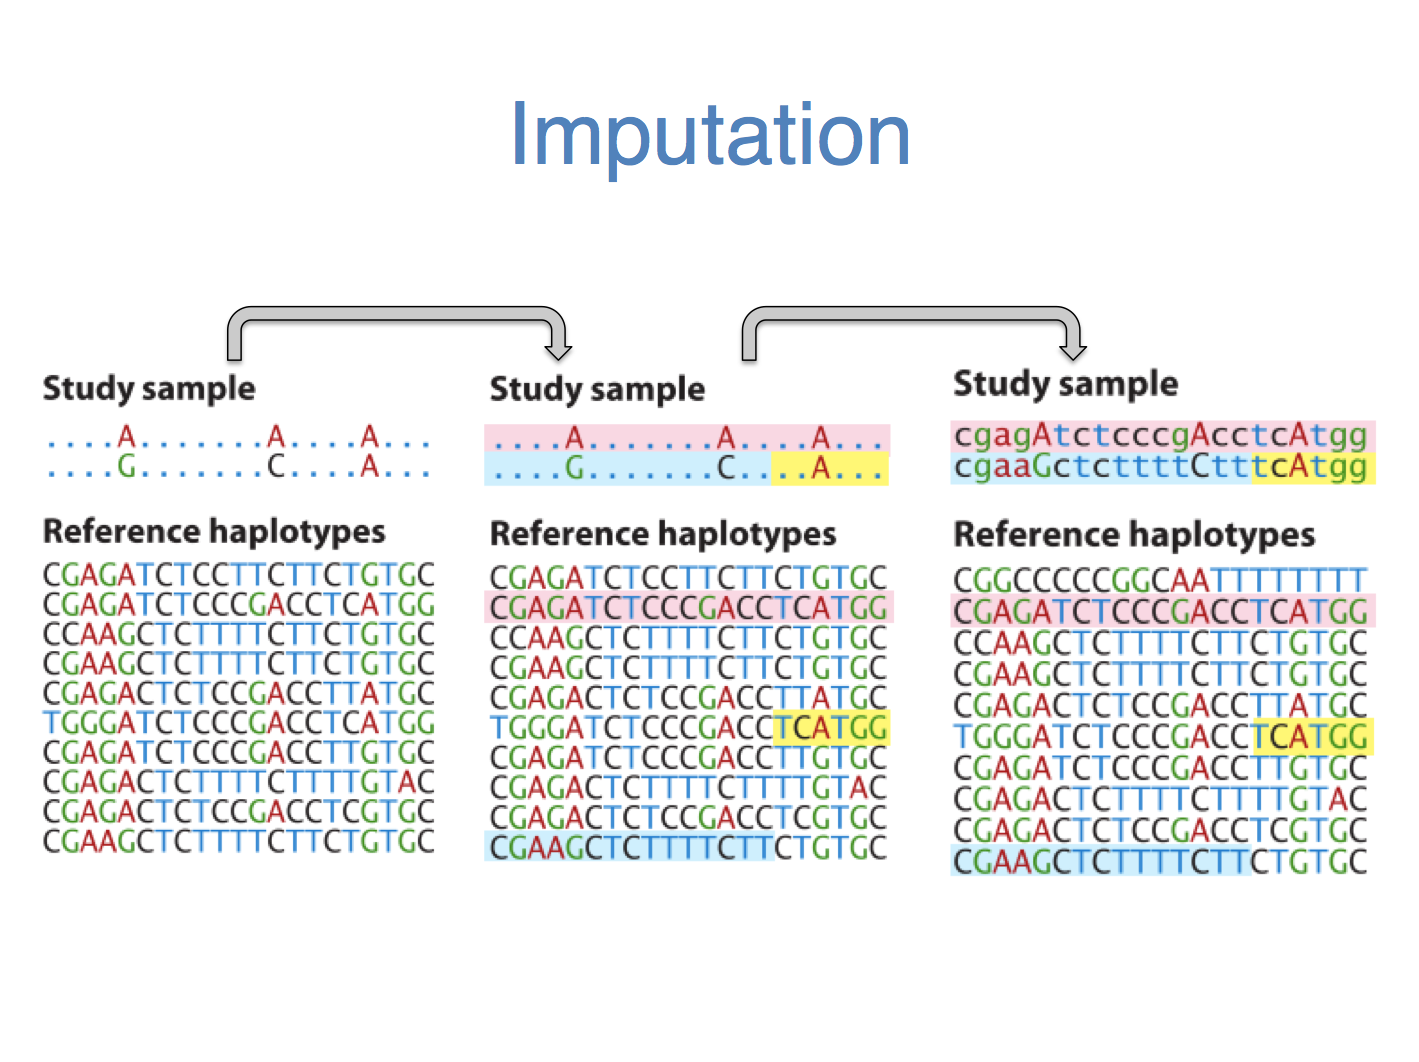 Imputation
Study sample
....A.......A....A...
....G.......C....A...
Reference haplotypes
CGAGATCTCCTTCTTCTGTGC
CGAGATCTCCCGACCTCATGG
CCAAGCTCTTTTCTTCTGTGC
CGAAGCTCTTTTCTTCTGTGC
CGAGACTCTCCGACCTTATGC
TGGGATCTCCCGACCTCATGG
CGAGATCTCCCGACCTTGTGC
CGAGACTCTTTTCTTTTGTAC
CGAGACTCTCCGACCTCGTGC
CGAAGCTCTTTTCTTCTGTGC
Study sample
....A.......A....A...
....G.......C....A...
Reference haplotypes
CGAGATCTCCTTCTTCTGTGC
CGAGATCTCCCGACCTCATGG
CCAAGCTCTTTTCTTCTGTGC
CGAAGCTCTTTTCTTCTGTGC
CGAGACTCTCCGACCTTATGC
TGGGATCTCCCGACCTCATGG
CGAGATCTCCCGACCTTGTGC
CGAGACTCTTTTCTTTTGTAC
CGAGACTCTCCGACCTCGTGC
CGAAGCTCTTTTCTTCTGTGC
Study sample
cgagAtctcccgAcctcAtgg
cgaaGctcttttCtttcAtgg
Reference haplotypes
CGGCCCCCGGCAATTTTTTTT
CGAGATCTCCCGACCTCATGG
CCAAGCTCTTTTCTTCTGTGC
CGAAGCTCTTTTCTTCTGTGC
CGAGACTCTCCGACCTTATGC
TGGGATCTCCCGACCTCATGG
CGAGATCTCCCGACCTTGTGC
CGAGACTCTTTTCTTTTGTAC
CGAGACTCTCCGACCTCGTGC
CGAAGCTCTTTTCTTCTGTGC